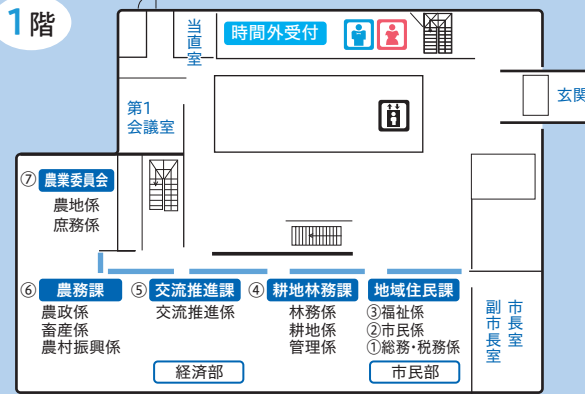 1階
当直室
時間外受付
玄関
第1
会議室
⑦ 農業委員会
農地係
庶務係
⑥ 農務課
農政係
畜産係
農村振興係
⑤ 交流推進課
交流推進係
④ 耕地林務課
林務係
耕地係
管理係
地域住民課
③福祉係
②市民係
①総務・税務係
経済部
市民部
市長室
副市長室